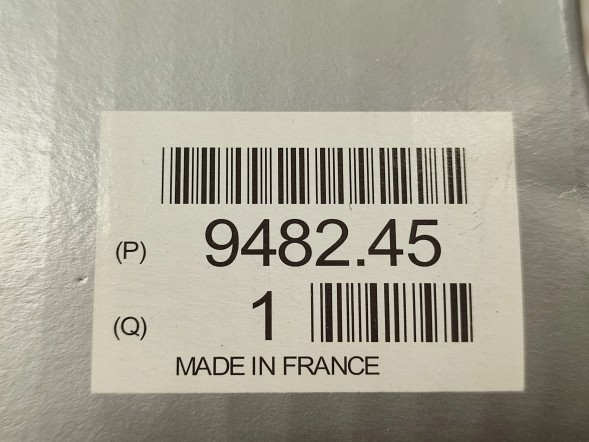 (P) 9482.45
(Q) 1
MADE IN FRANCE